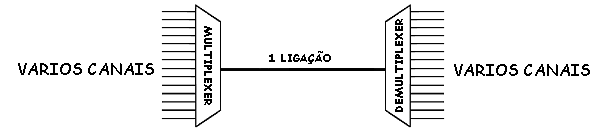 VARIOS CANAIS
MULTIPLEXER
1 LIGAÇÃO
DEMULTIPLEXER
VARIOS CANAIS